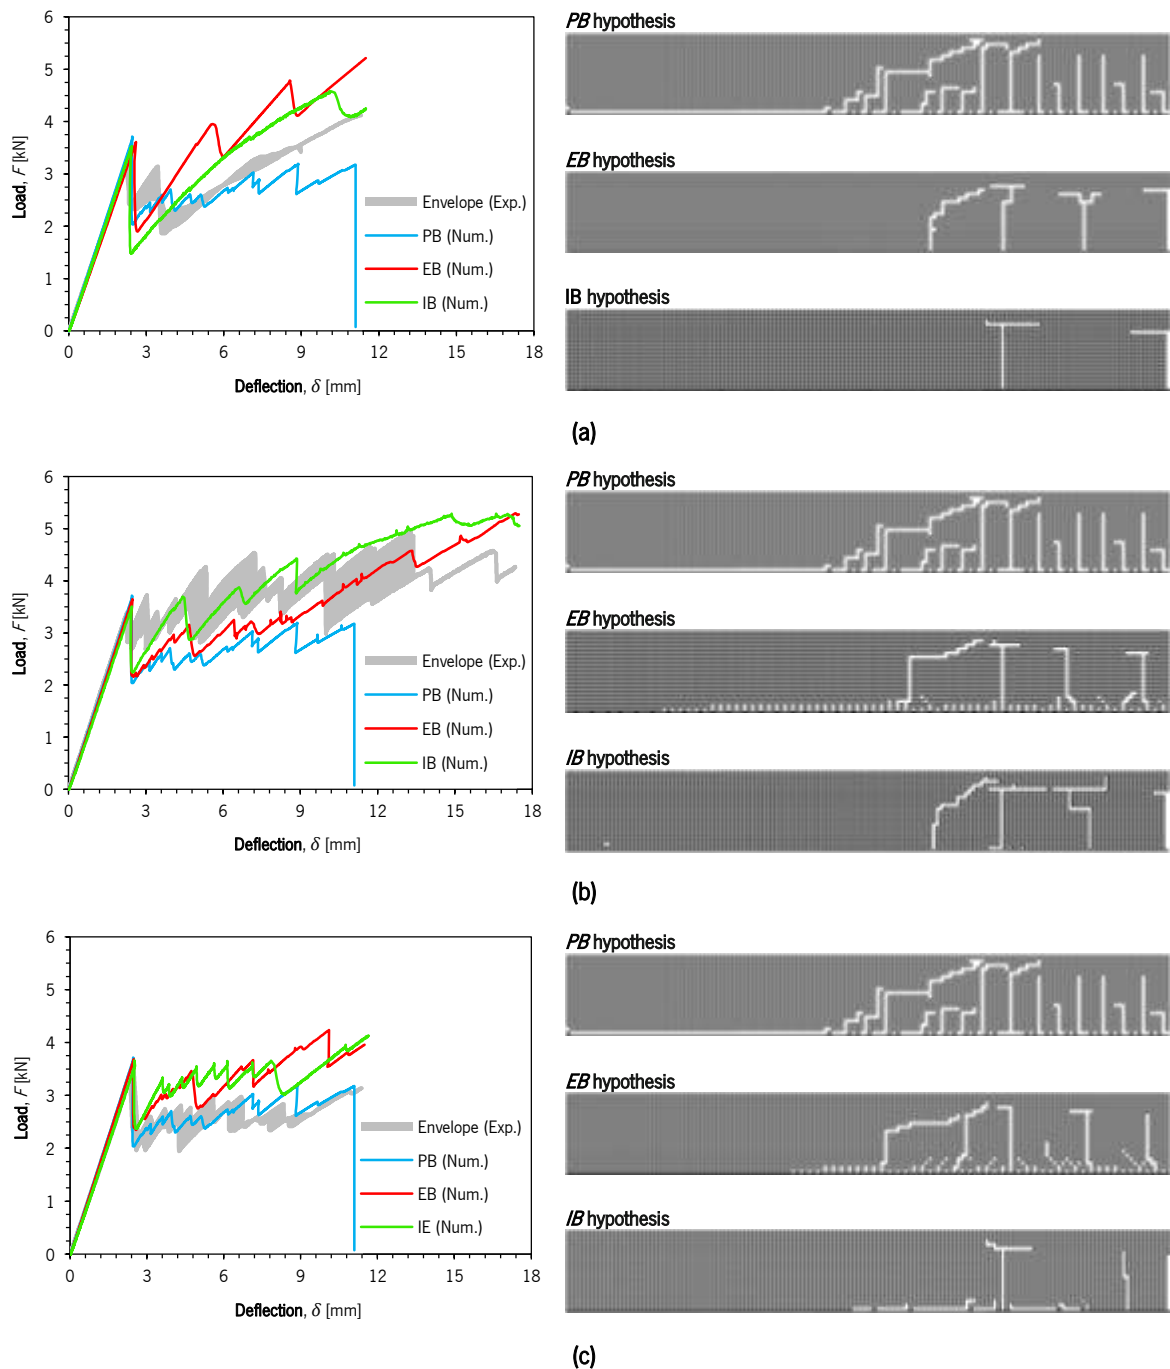 6
5
4
3
2
1
0
Load, F [kN]
0 3 6 9 12 15 18
Deflection, δ [mm]
Envelope (Exp.)
PB (Num.)
EB (Num.)
IB (Num.)
PB hypothesis
EB hypothesis
IB hypothesis
(a)
6
5
4
3
2
1
0
Load, F [kN]
0 3 6 9 12 15 18
Deflection, δ [mm]
Envelope (Exp.)
PB (Num.)
EB (Num.)
IB (Num.)
PB hypothesis
EB hypothesis
IB hypothesis
(b)
6
5
4
3
2
1
0
Load, F [kN]
0 3 6 9 12 15 18
Deflection, δ [mm]
Envelope (Exp.)
PB (Num.)
EB (Num.)
IE (Num.)
PB hypothesis
EB hypothesis
IB hypothesis
(c)